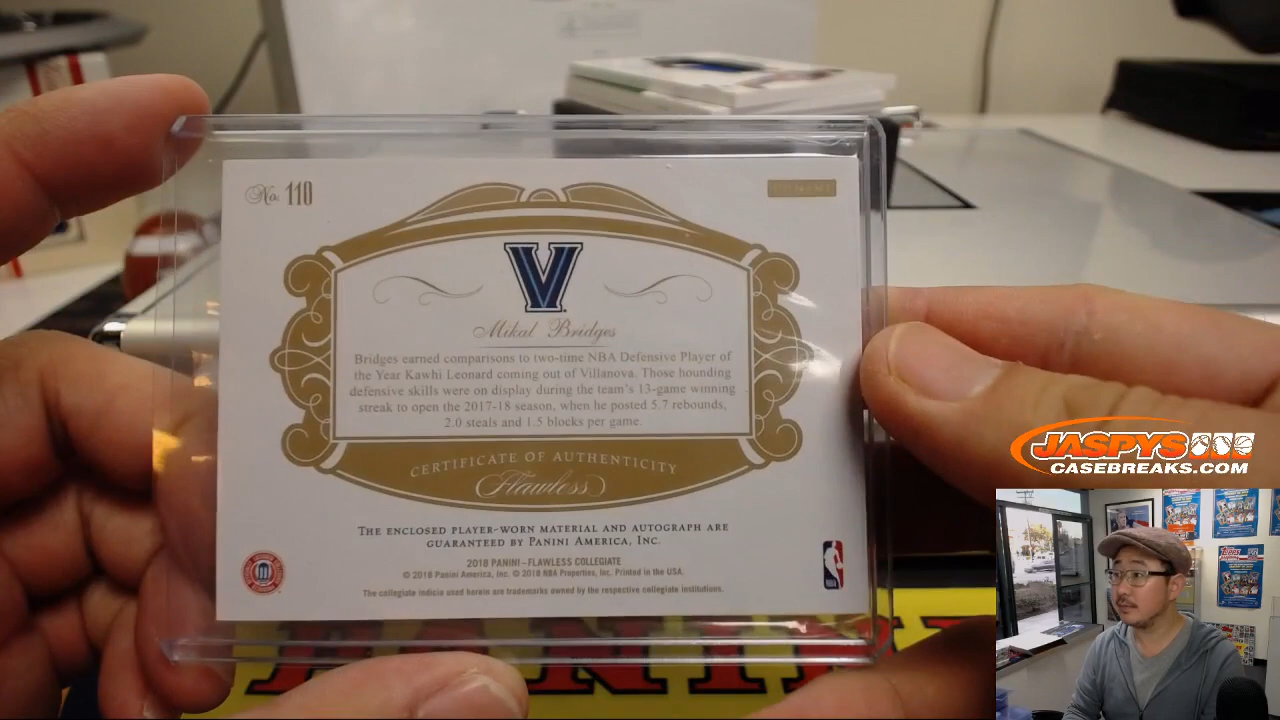 No. 110
PANINI
V
Mikal Bridges
Bridges earned comparisons to two-time NBA Defensive Player of
the Year Kawhi Leonard coming out of Villanova. Those hounding
defensive skills were on display during the team's 13-game winning
streak to open the 2017-18 season, when he posted 5.7 rebounds,
2.0 steals and 1.5 blocks per game.
CERTIFICATE OF AUTHENTICITY
Flawless
THE ENCLOSED PLAYER-WORN MATERIAL AND AUTOGRAPH ARE
GUARANTEED BY PANINI AMERICA, INC.
2018 PANINI – FLAWLESS COLLEGIATE
© 2018 Panini America, Inc. © 2018 NBA Properties, Inc. Printed in the USA.
The collegiate indicia used herein are trademarks owned by the respective collegiate institutions.
NBA
JASPYS
CASEBREAKS.COM